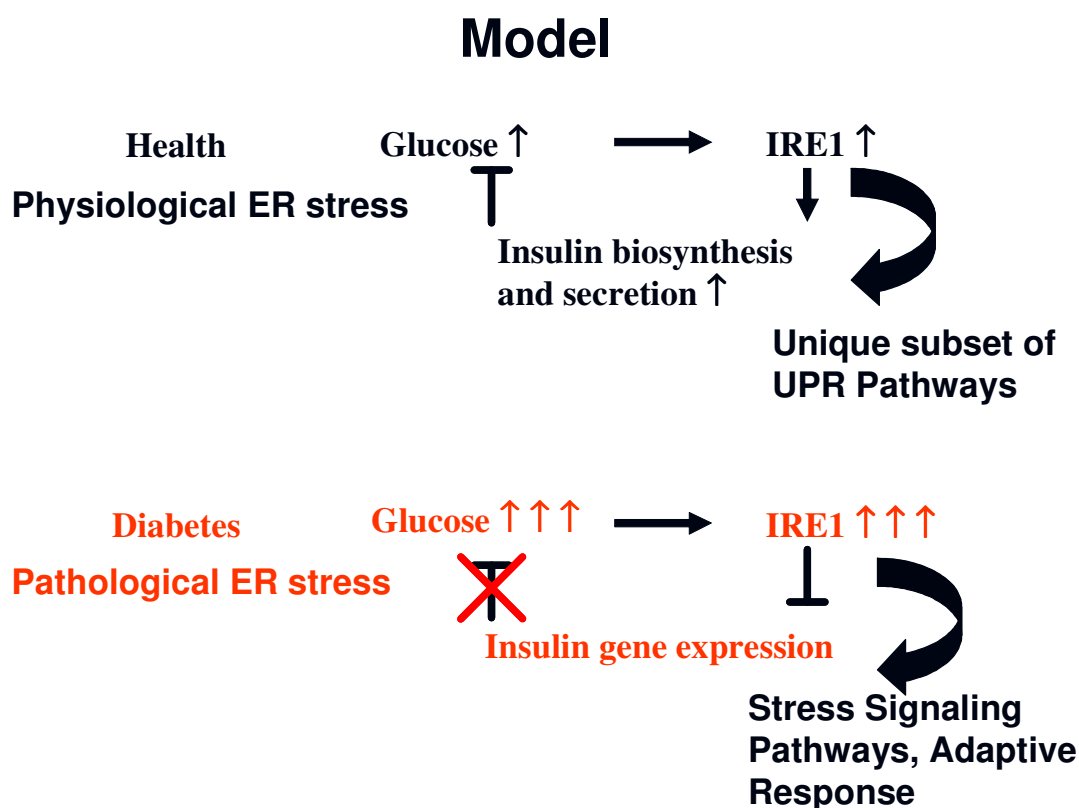 Model
Health
Glucose ↑
IRE1 ↑
Physiological ER stress
Insulin biosynthesis
and secretion ↑
Unique subset of
UPR Pathways
Diabetes
Glucose ↑↑↑
IRE1 ↑↑↑
Pathological ER stress
Insulin gene expression
Stress Signaling
Pathways, Adaptive
Response